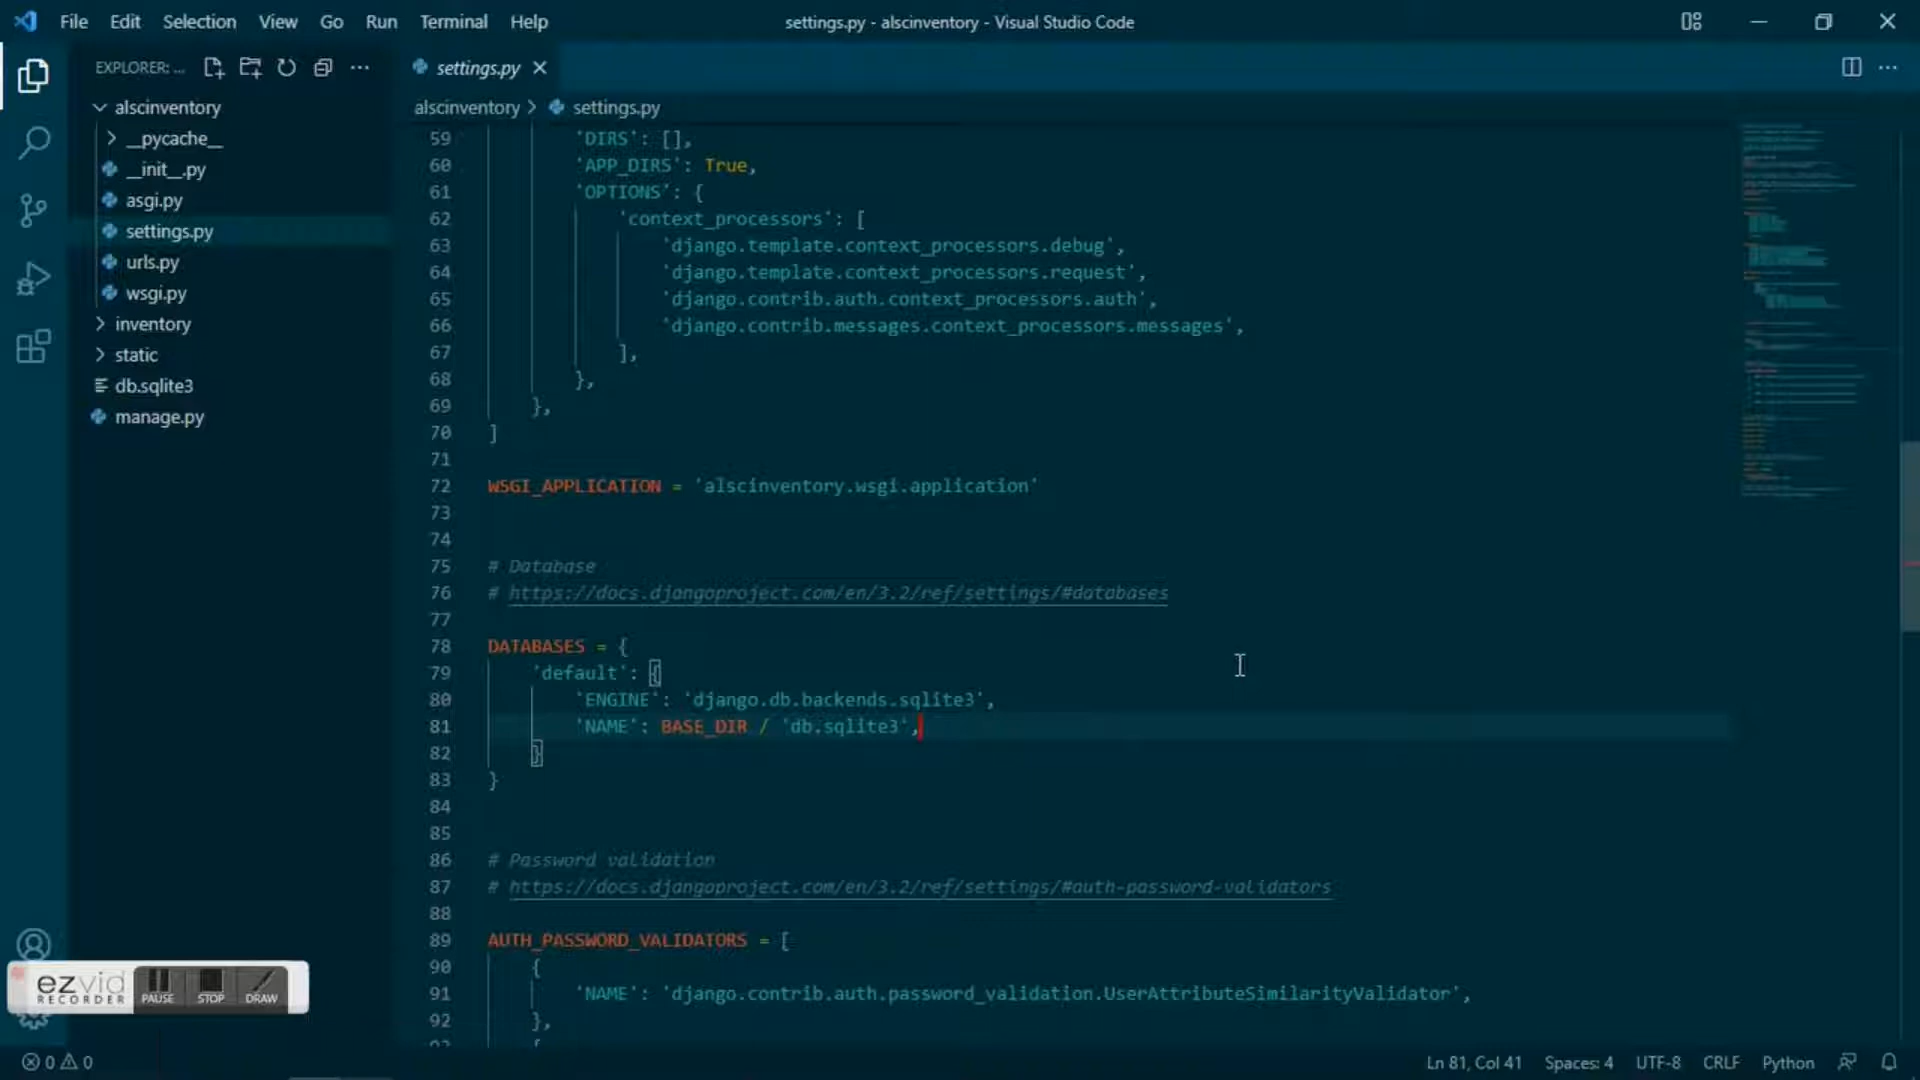 File Edit Selection View Go Run Terminal Help
settings.py - alscinventory - Visual Studio Code
EXPLORER: ...
alscinventory
__pycache__
__init__.py
asgi.py
settings.py
urls.py
wsgi.py
inventory
static
db.sqlite3
manage.py
settings.py
alscinventory > settings.py
59 'DIRS': [],
60 'APP_DIRS': True,
61 'OPTIONS': {
62 'context_processors': [
63 'django.template.context_processors.debug',
64 'django.template.context_processors.request',
65 'django.contrib.auth.context_processors.auth',
66 'django.contrib.messages.context_processors.messages',
67 ],
68 },
69 },
70 ]
71
72 WSGI_APPLICATION = 'alscinventory.wsgi.application'
73
74
75 # Database
76 # https://docs.djangoproject.com/en/3.2/ref/settings/#databases
77
78 DATABASES = {
79 'default': {
80 'ENGINE': 'django.db.backends.sqlite3',
81 'NAME': BASE_DIR / 'db.sqlite3',
82 }
83 }
84
85
86 # Password validation
87 # https://docs.djangoproject.com/en/3.2/ref/settings/#auth-password-validators
88
89 AUTH_PASSWORD_VALIDATORS = [
90 {
91 'NAME': 'django.contrib.auth.password_validation.UserAttributeSimilarityValidator',
92 },
ezvid
RECORDER
PAUSE STOP DRAW
0 0
Ln 81, Col 41 Spaces: 4 UTF-8 CRLF Python